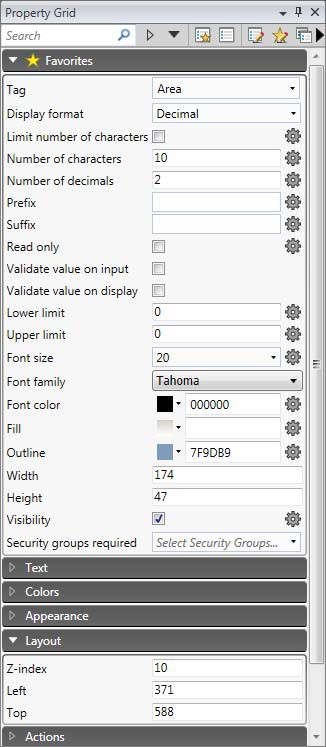 Property Grid
Search
Favorites
Tag Area
Display format Decimal
Limit number of characters
Number of characters 10
Number of decimals 2
Prefix
Suffix
Read only
Validate value on input
Validate value on display
Lower limit 0
Upper limit 0
Font size 20
Font family Tahoma
Font color 000000
Fill
Outline 7F9DB9
Width 174
Height 47
Visibility
Security groups required Select Security Groups...
Text
Colors
Appearance
Layout
Z-index 10
Left 371
Top 588
Actions